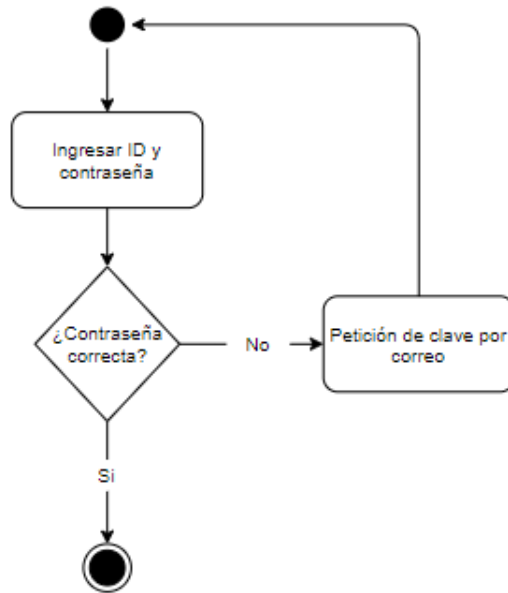 Ingresar ID y
contraseña
¿Contraseña
correcta?
No
Petición de clave por
correo
Si